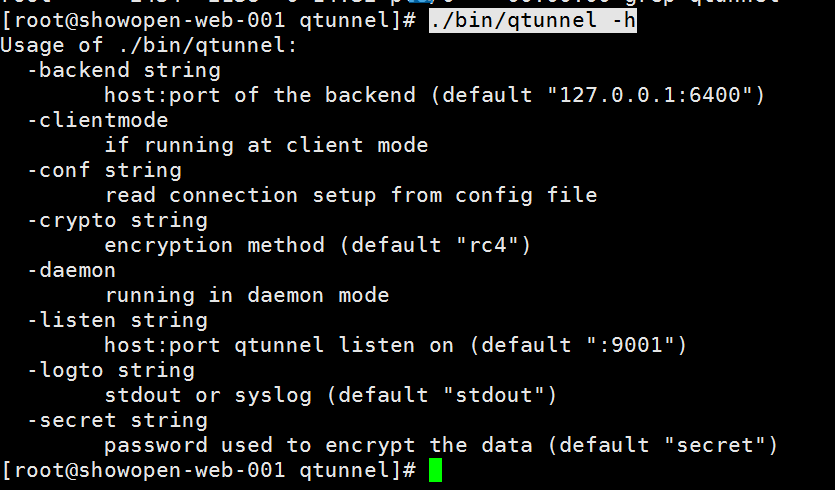 [root@showopen-web-001 qtunnel]# ./bin/qtunnel -h
Usage of ./bin/qtunnel:
  -backend string
        host:port of the backend (default "127.0.0.1:6400")
  -clientmode
        if running at client mode
  -conf string
        read connection setup from config file
  -crypto string
        encryption method (default "rc4")
  -daemon
        running in daemon mode
  -listen string
        host:port qtunnel listen on (default ":9001")
  -logto string
        stdout or syslog (default "stdout")
  -secret string
        password used to encrypt the data (default "secret")
[root@showopen-web-001 qtunnel]#